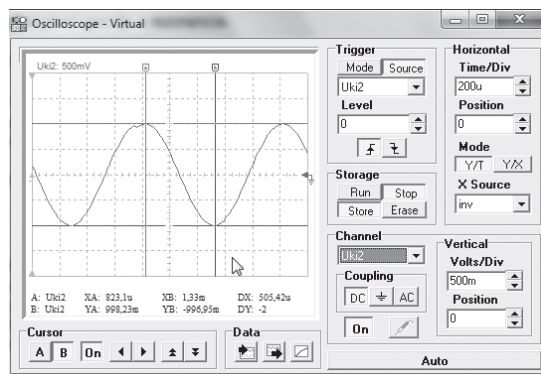 Oscilloscope - Virtual
Uki2: 500mV
a
b
A: Uki2 XA: 823,1u XB: 1,33m DX: 505,42u
B: Uki2 YA: 998,23m YB: -996,95m DY: -2
Cursor
A B On
Data
Trigger
Mode Source
Uki2
Level
0
Storage
Run Stop
Store Erase
Channel
Uki2
Coupling
DC AC
On
Horizontal
Time/Div
200u
Position
0
Mode
Y/T Y/X
X Source
inv
Vertical
Volts/Div
500m
Position
0
Auto